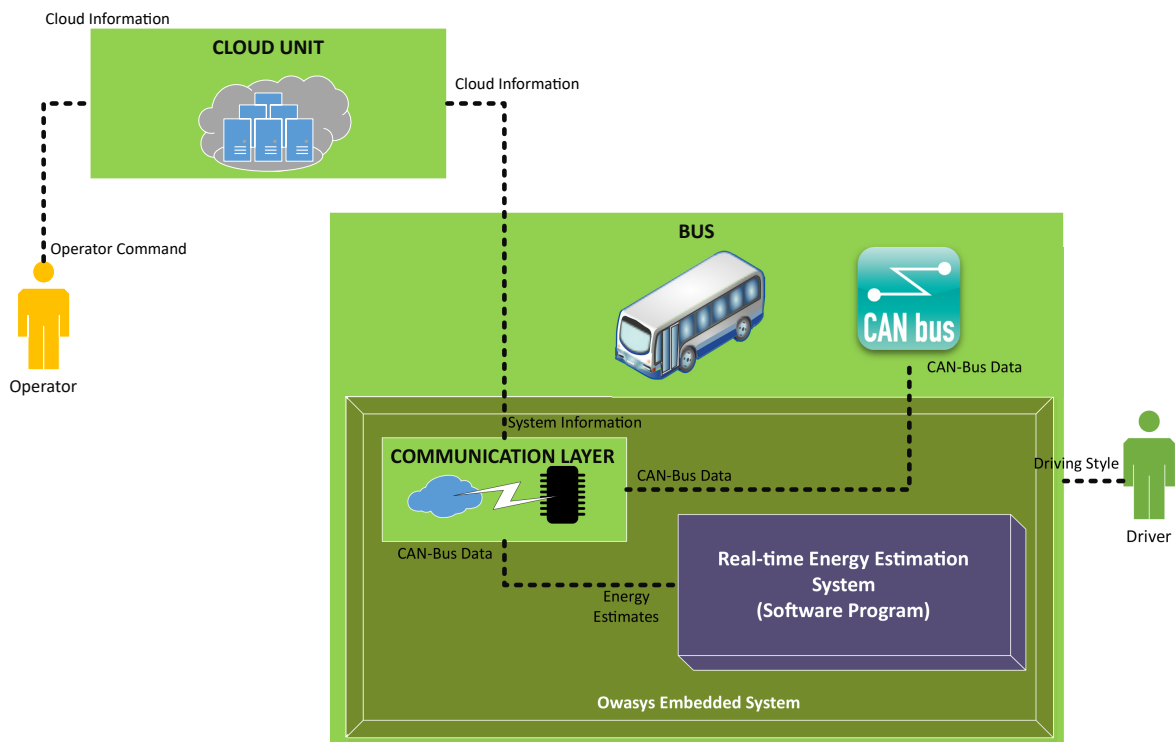 Cloud Information
CLOUD UNIT
Cloud Information
Operator Command
Operator
BUS
CAN bus
CAN-Bus Data
System Information
COMMUNICATION LAYER
CAN-Bus Data
CAN-Bus Data
Energy
Estimates
Real-time Energy Estimation
System
(Software Program)
Owasys Embedded System
Driving Style
Driver